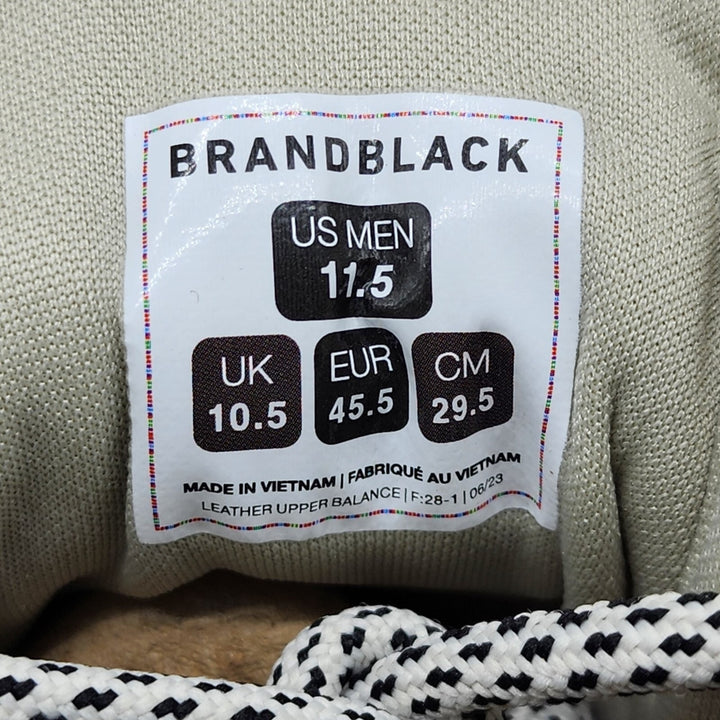 BRANDBLACK
US MEN
11.5
UK
10.5
EUR
45.5
CM
29.5
MADE IN VIETNAM | FABRIQUÉ AU VIETNAM
LEATHER UPPER BALANCE | F:28-1 | 06/23